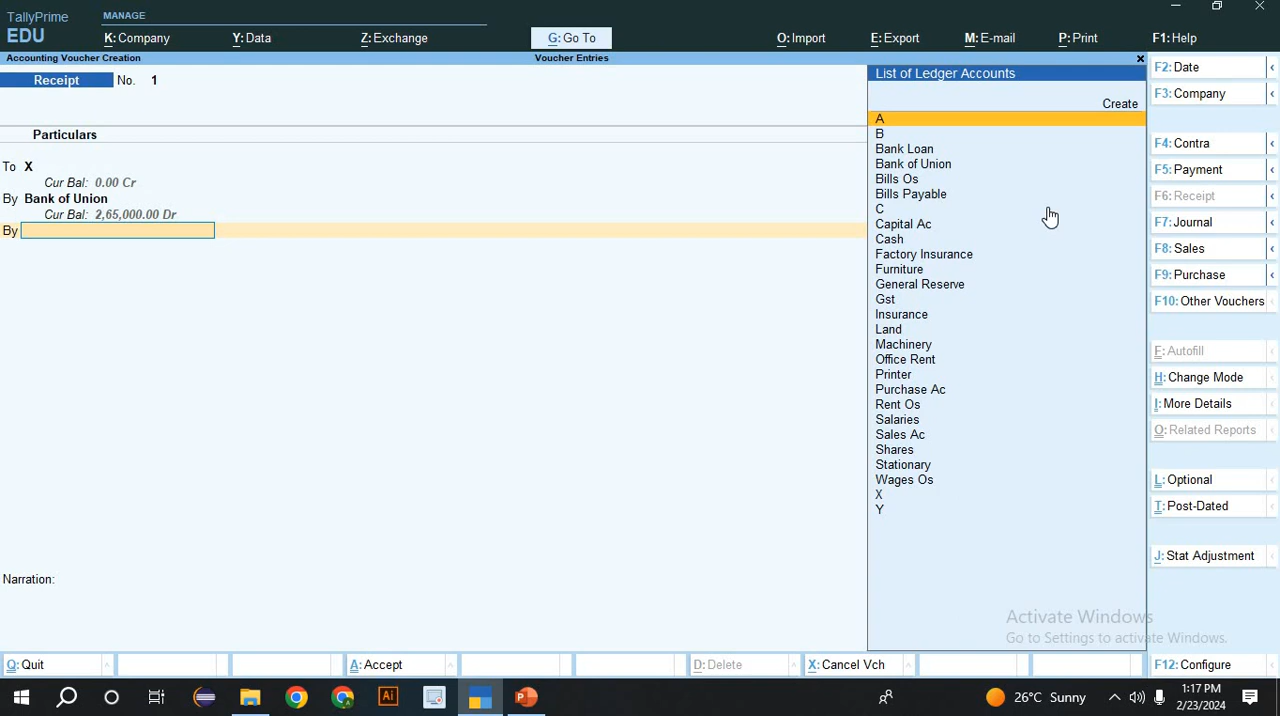 TallyPrime
EDU
MANAGE
K: Company
Y: Data
Z: Exchange
G: Go To
O: Import
E: Export
M: E-mail
P: Print
F1: Help
Accounting Voucher Creation
Voucher Entries
Receipt No. 1
Particulars
To X
Cur Bal: 0.00 Cr
By Bank of Union
Cur Bal: 2,65,000.00 Dr
By
Narration:
List of Ledger Accounts
Create
A
B
Bank Loan
Bank of Union
Bills Os
Bills Payable
C
Capital Ac
Cash
Factory Insurance
Furniture
General Reserve
Gst
Insurance
Land
Machinery
Office Rent
Printer
Purchase Ac
Rent Os
Salaries
Sales Ac
Shares
Stationary
Wages Os
X
Y
F2: Date
F3: Company
F4: Contra
F5: Payment
F6: Receipt
F7: Journal
F8: Sales
F9: Purchase
F10: Other Vouchers
F: Autofill
H: Change Mode
I: More Details
O: Related Reports
L: Optional
T: Post-Dated
J: Stat Adjustment
Activate Windows
Go to Settings to activate Windows.
Q: Quit
A: Accept
D: Delete
X: Cancel Vch
F12: Configure
Ai
26°C Sunny
1:17 PM
2/23/2024